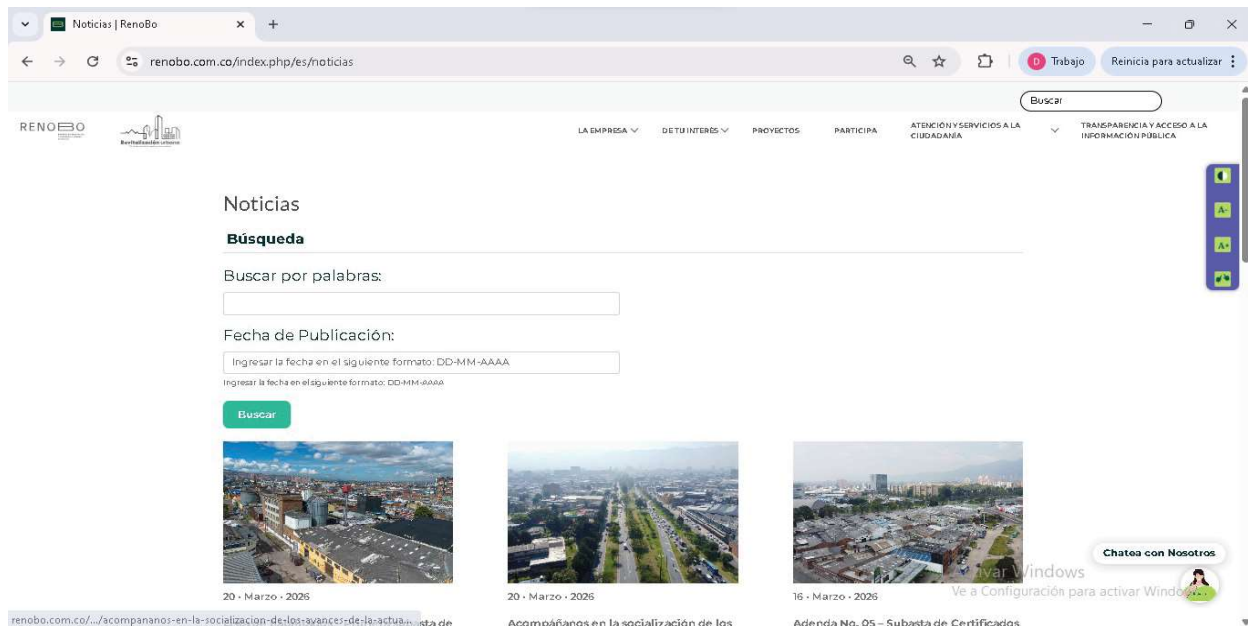 Noticias | RenoBo
renobo.com.co/index.php/es/noticias
D Trabajo
Reinicia para actualizar
Buscar
RENOBO
Revitalización urbana
LA EMPRESA
DE TU INTERÉS
PROYECTOS
PARTICIPA
ATENCIÓN Y SERVICIOS A LA
CIUDADANÍA
TRANSPARENCIA Y ACCESO A LA
INFORMACIÓN PÚBLICA
A-
A+
Noticias
Búsqueda
Buscar por palabras:
Fecha de Publicación:
Ingresar la fecha en el siguiente formato: DD-MM-AAAA
Ingresar la fecha en el siguiente formato: DD-MM-AAAA
Buscar
20 - Marzo - 2026
20 - Marzo - 2026
16 - Marzo - 2026
Chatea con Nosotros
Activar Windows
Ve a Configuración para activar Windows
renobo.com.co/.../acompananos-en-la-socializacion-de-los-avances-de-la-actua...
Acompáñanos en la socialización de los
Adenda No. 05 – Subasta de Certificados